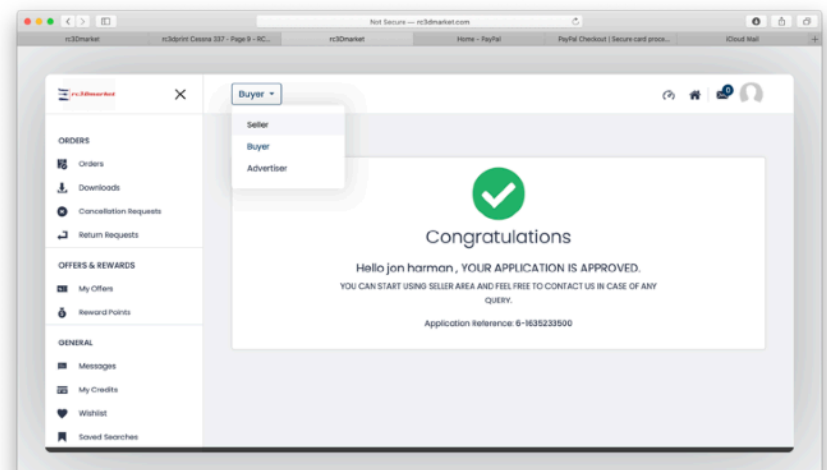 Not Secure — rc3dmarket.com
rc3Dmarket
rc3dprint Cessna 337 - Page 9 - RC...
rc3Dmarket
Home - PayPal
PayPal Checkout | Secure card proce...
iCloud Mail
rc3Dmarket
Buyer
0
Seller
Buyer
Advertiser
ORDERS
Orders
Downloads
Cancellation Requests
Return Requests
OFFERS & REWARDS
My Offers
Reward Points
GENERAL
Messages
My Credits
Wishlist
Saved Searches
Congratulations
Hello jon harman , YOUR APPLICATION IS APPROVED.
YOU CAN START USING SELLER AREA AND FEEL FREE TO CONTACT US IN CASE OF ANY
QUERY.
Application Reference: 6-1635233500